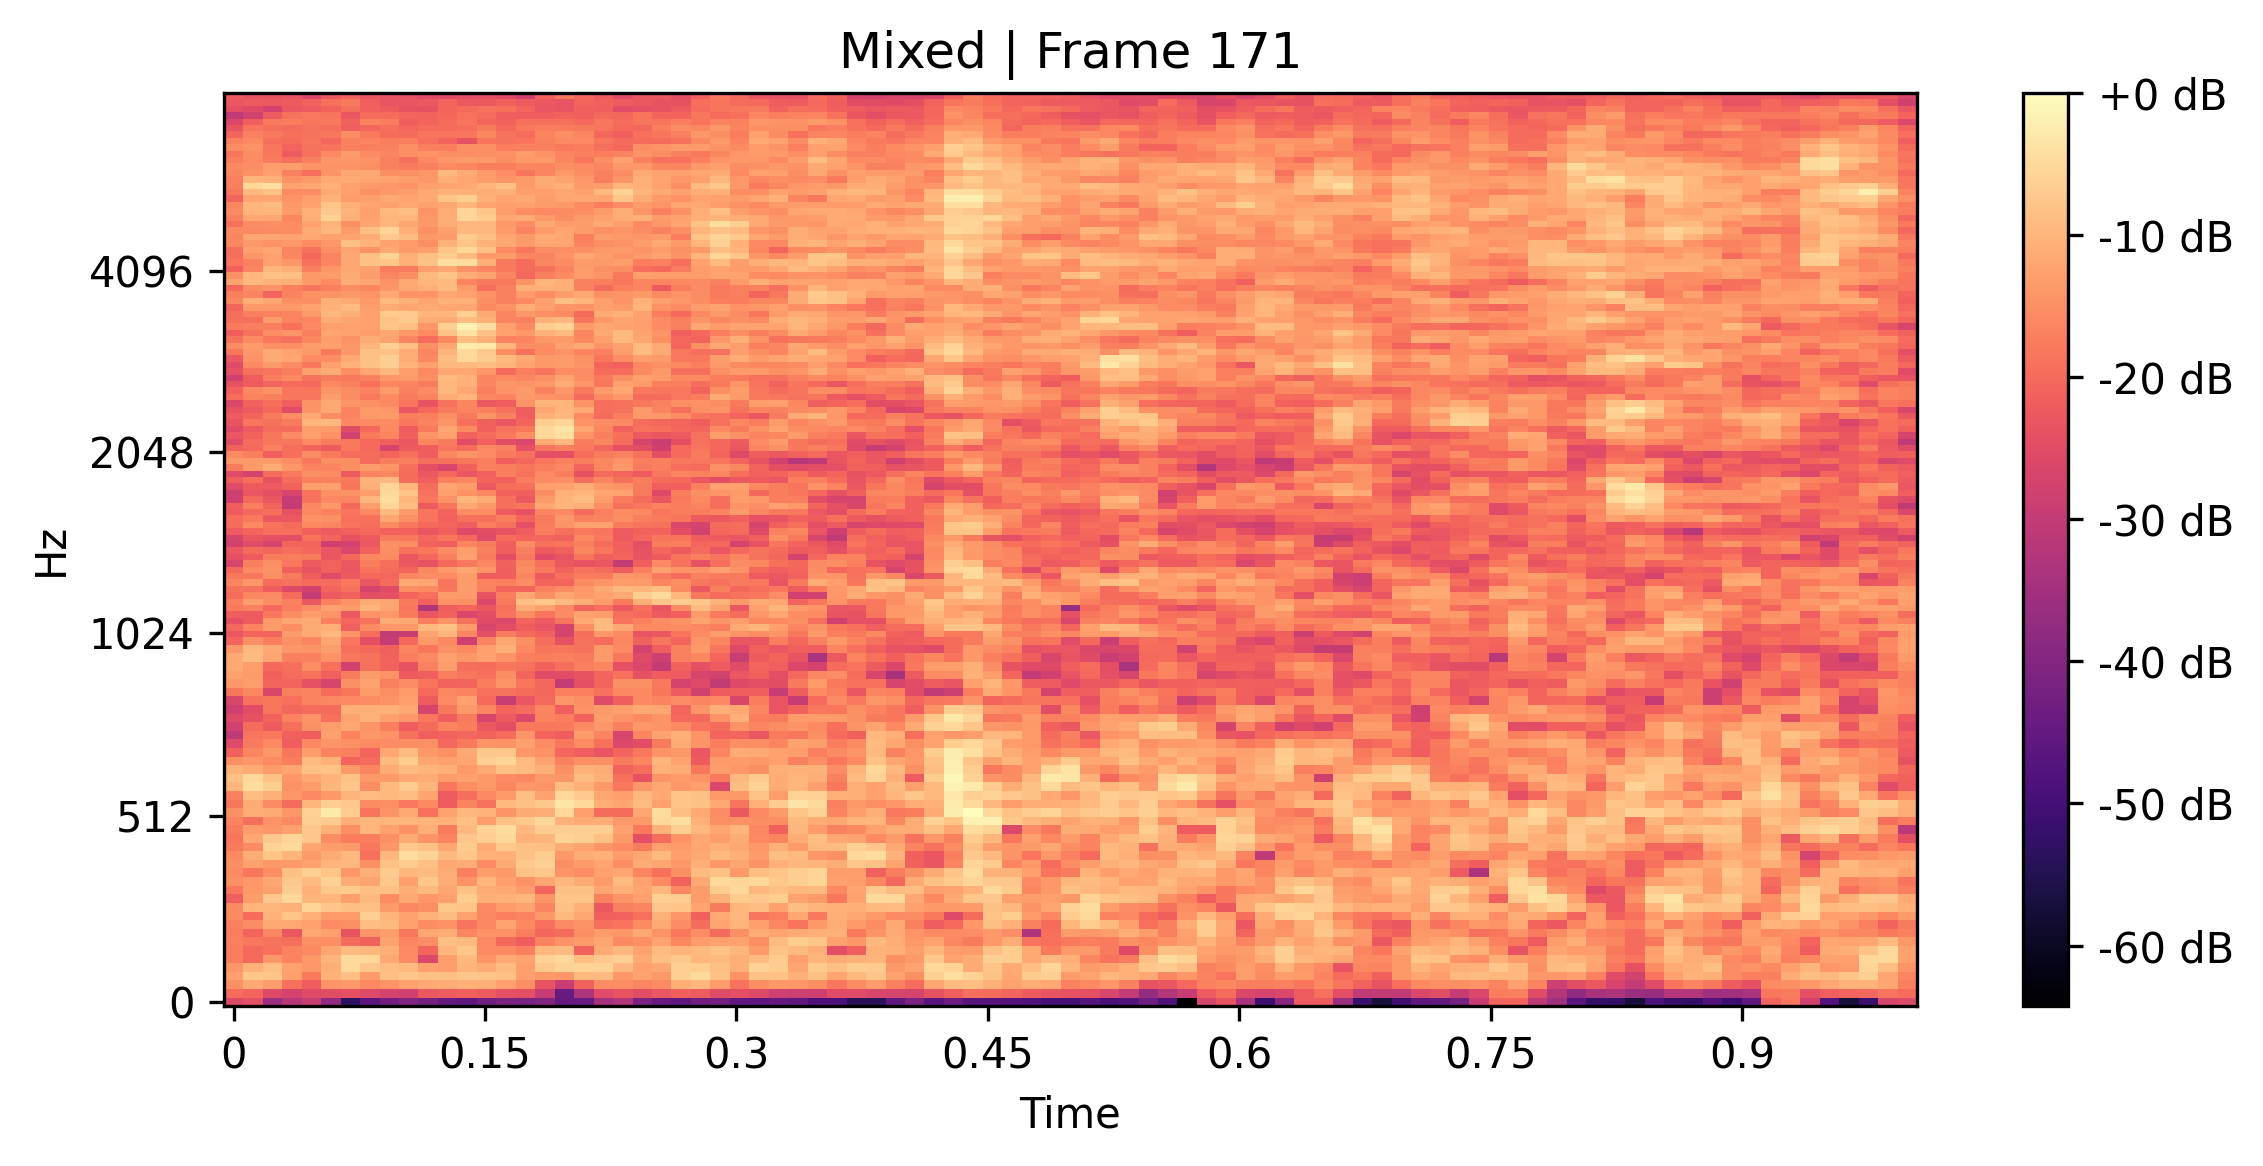 Mixed | Frame 171
+0 dB
-10 dB
-20 dB
-30 dB
-40 dB
-50 dB
-60 dB
Hz
4096
2048
1024
512
0
0 0.15 0.3 0.45 0.6 0.75 0.9
Time